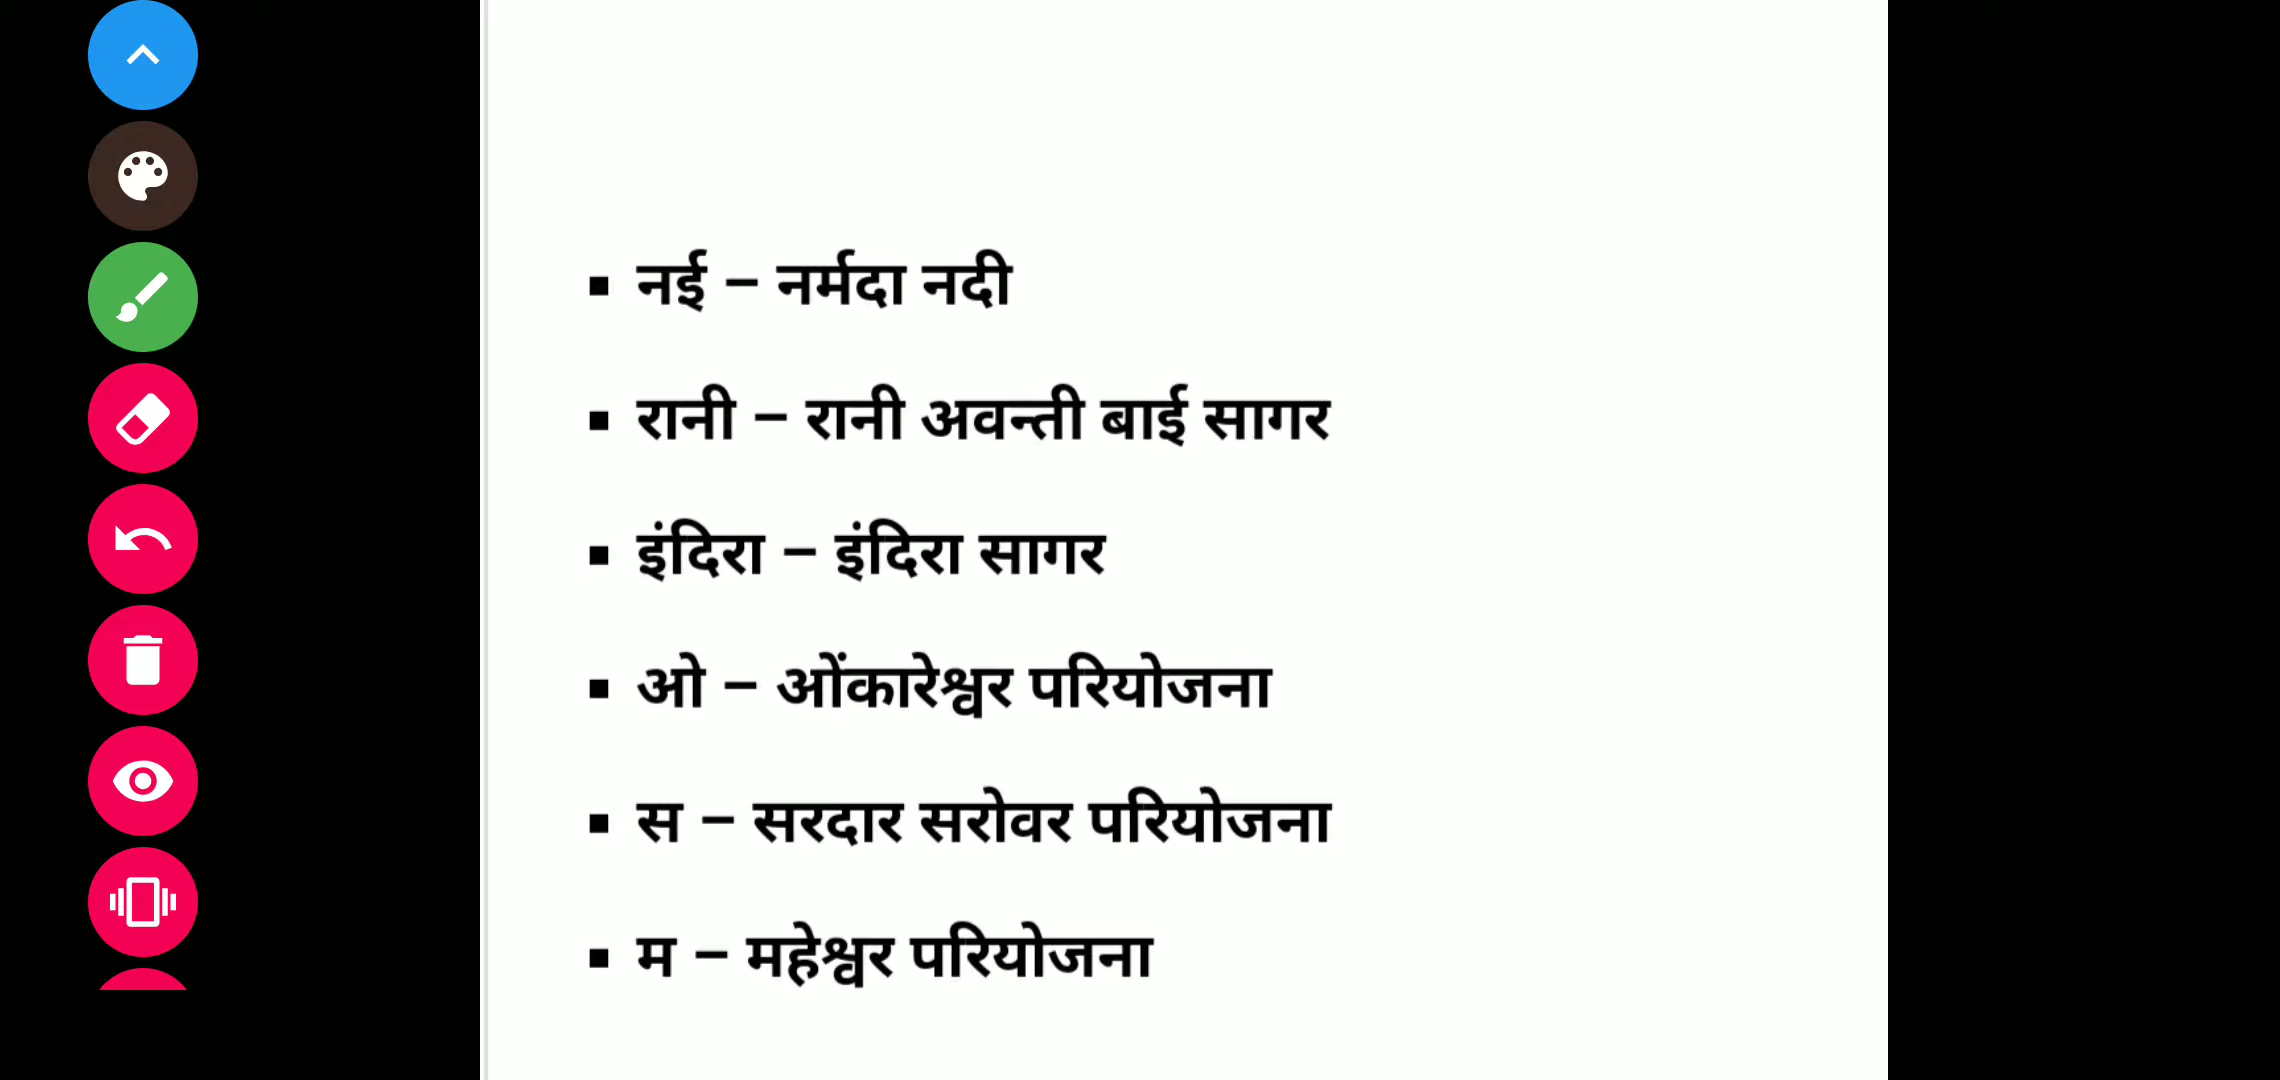 ▪ नई – नर्मदा नदी
▪ रानी – रानी अवन्ती बाई सागर
▪ इंदिरा – इंदिरा सागर
▪ ओ – ओंकारेश्वर परियोजना
▪ स – सरदार सरोवर परियोजना
▪ म – महेश्वर परियोजना